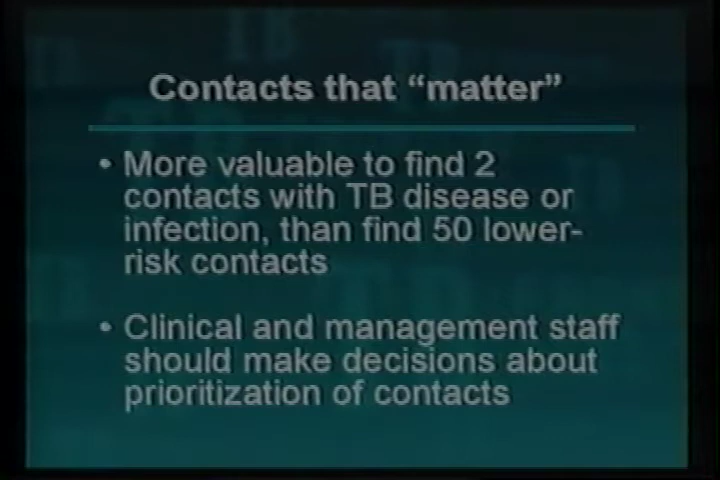 Contacts that “matter”
• More valuable to find 2
contacts with TB disease or
infection, than find 50 lower-
risk contacts
• Clinical and management staff
should make decisions about
prioritization of contacts